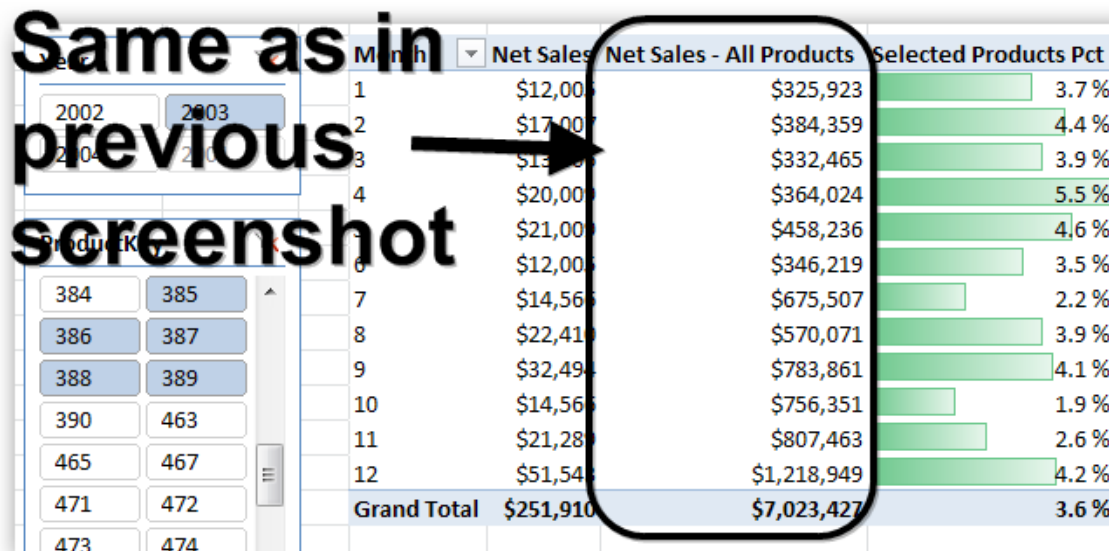 Same as in
previous
screenshot
Year
2002 2003
2004
ProductKey
384 385
386 387
388 389
390 463
465 467
471 472
473 474
Month Net Sales Net Sales - All Products Selected Products Pct
1 $325,923 3.7 %
2 $384,359 4.4 %
3 $332,465 3.9 %
4 $364,024 5.5 %
$458,236 4.6 %
6 $346,219 3.5 %
7 $675,507 2.2 %
8 $570,071 3.9 %
9 $783,861 4.1 %
10 $756,351 1.9 %
11 $807,463 2.6 %
12 $1,218,949 4.2 %
Grand Total $251,910 $7,023,427 3.6 %